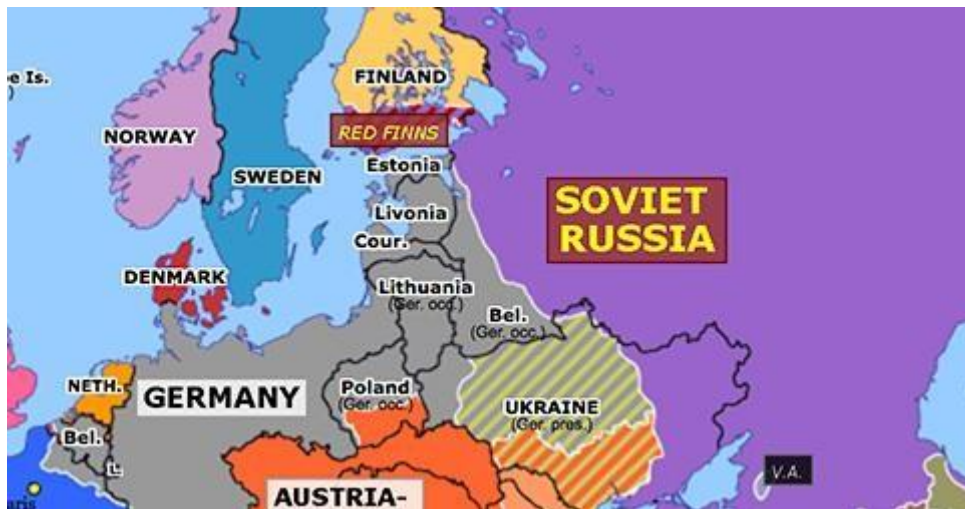 e Is.
)
FINLAND
RED FINNS
NORWAY
SWEDEN
Estonia
Livonia
Cour.
SOVIET
RUSSIA
DENMARK
Lithuania
(Ger. occ.)
Bel.
(Ger. occ.)
NETH.
GERMANY
Poland
(Ger. occ.)
UKRAINE
(Ger. pres.)
Bel.
L.
V.A.
AUSTRIA-
aris